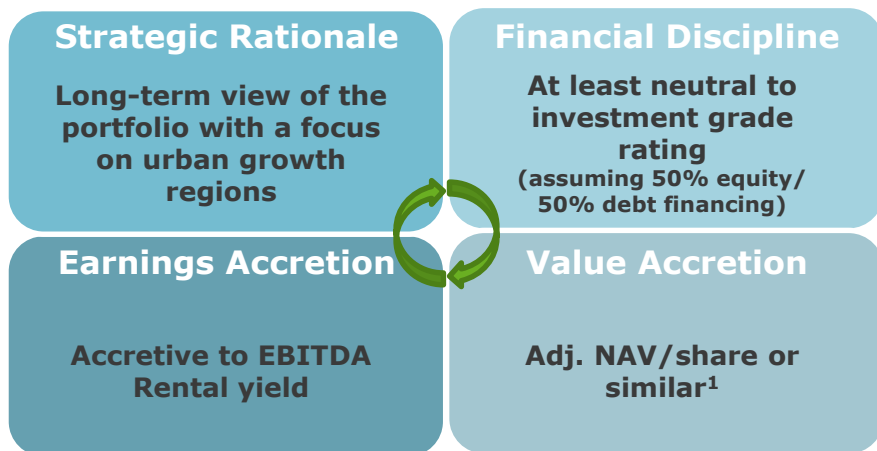 Strategic Rationale
Long-term view of the
portfolio with a focus
on urban growth
regions
Financial Discipline
At least neutral to
investment grade
rating
(assuming 50% equity/
50% debt financing)
Earnings Accretion
Accretive to EBITDA
Rental yield
Value Accretion
Adj. NAV/share or
similar¹